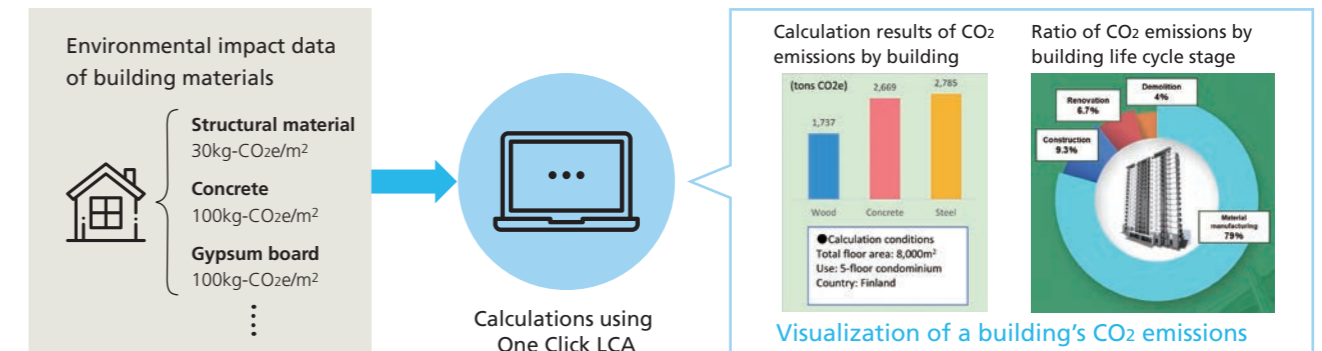 Environmental impact data
of building materials
Structural material
30kg-CO2e/m2
Concrete
100kg-CO2e/m2
Gypsum board
100kg-CO2e/m2
Calculations using
One Click LCA
Calculation results of CO2
emissions by building
(tons CO2e)
1,737
2,669
2,785
Wood
Concrete
Steel
●Calculation conditions
Total floor area: 8,000m2
Use: 5-floor condominium
Country: Finland
Ratio of CO2 emissions by
building life cycle stage
Demolition
4%
Renovation
6.7%
Construction
9.3%
Material
manufacturing
79%
Visualization of a building's CO2 emissions